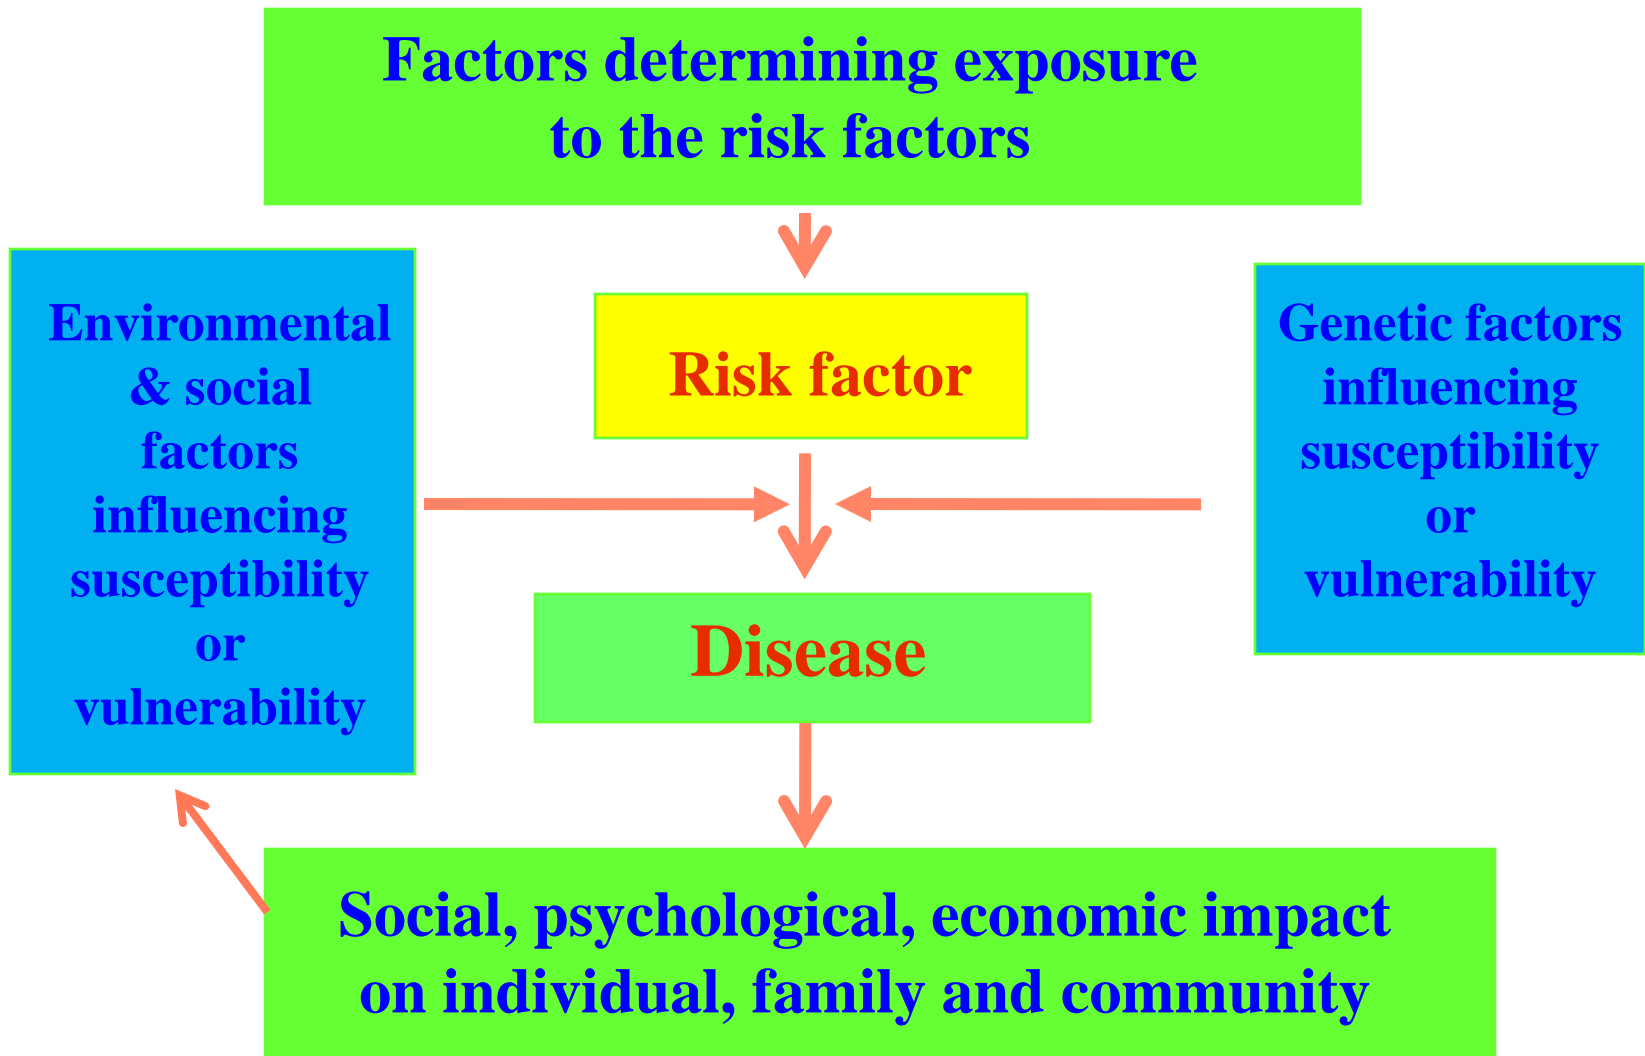 Factors determining exposure
to the risk factors
Environmental
& social
factors
influencing
susceptibility
or
vulnerability
Risk factor
Genetic factors
influencing
susceptibility
or
vulnerability
Disease
Social, psychological, economic impact
on individual, family and community